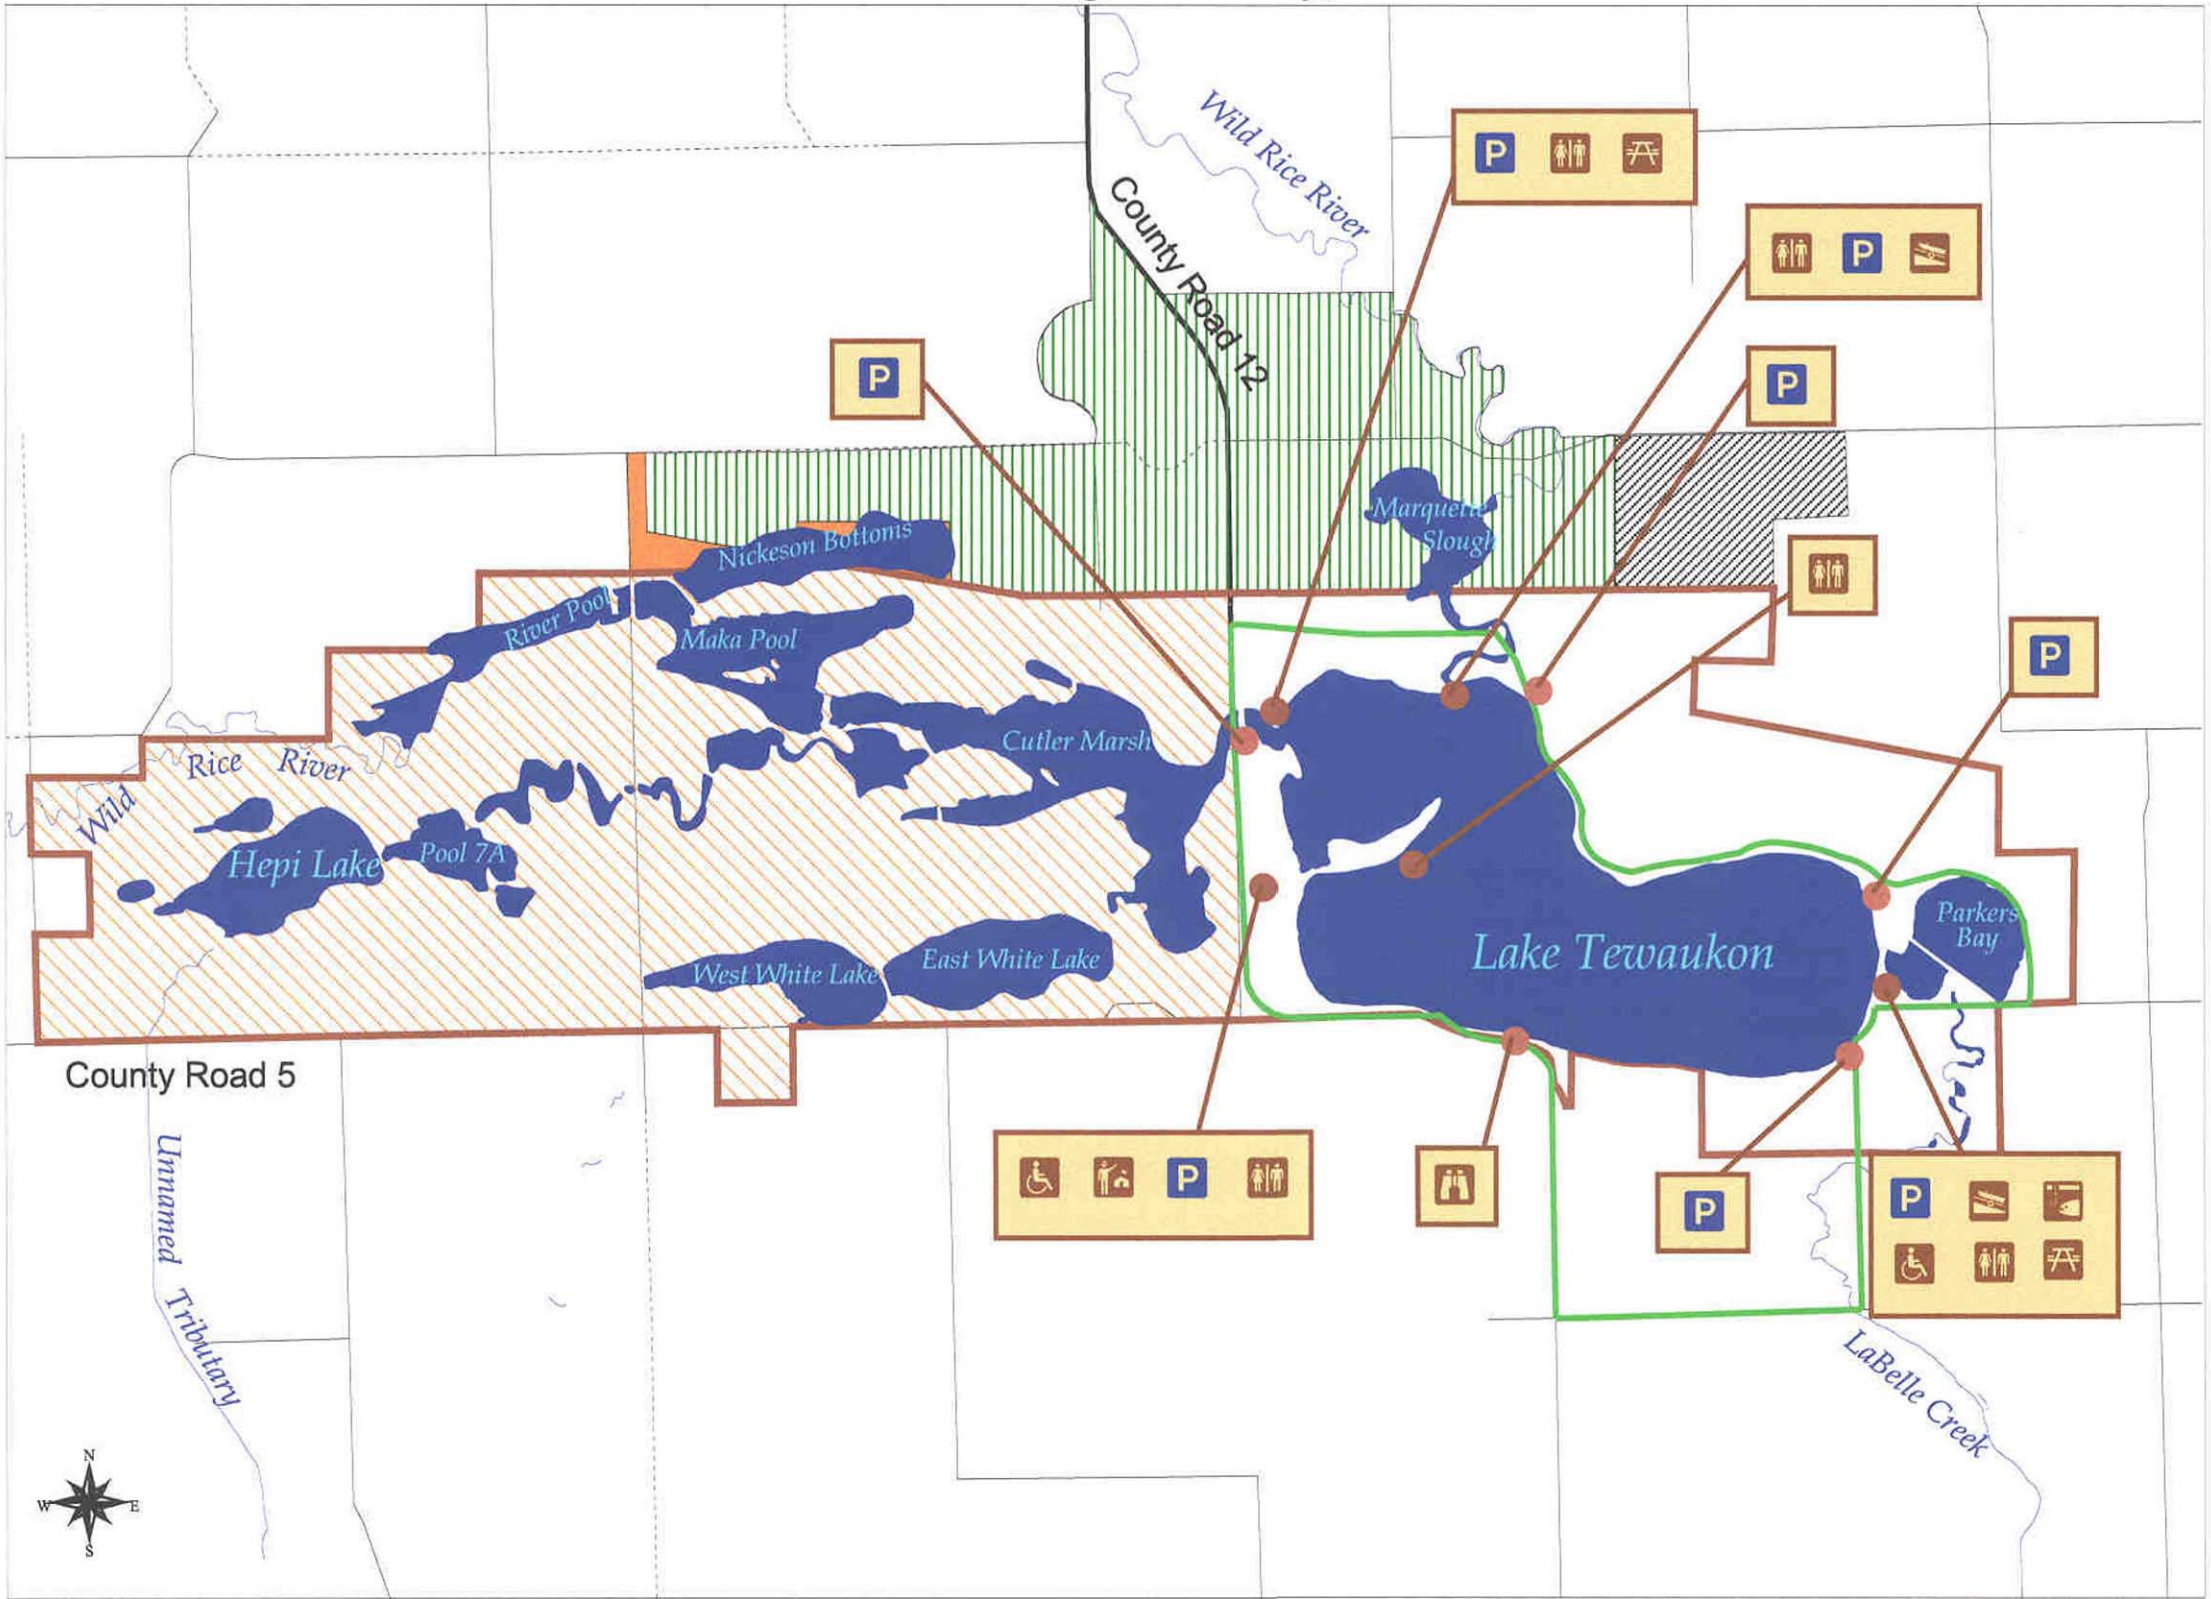 Wild Rice River
County Road 12
P
P
P
P
Marquette
Slough
Nickeson Bottoms
River Pool
Maka Pool
P
Cutler Marsh
Wild Rice River
Hepi Lake
Pool 7A
Parkers
Bay
Lake Tewaukon
West White Lake
East White Lake
County Road 5
P
P
P
Unnamed Tributary
LaBelle Creek
N
W E
S